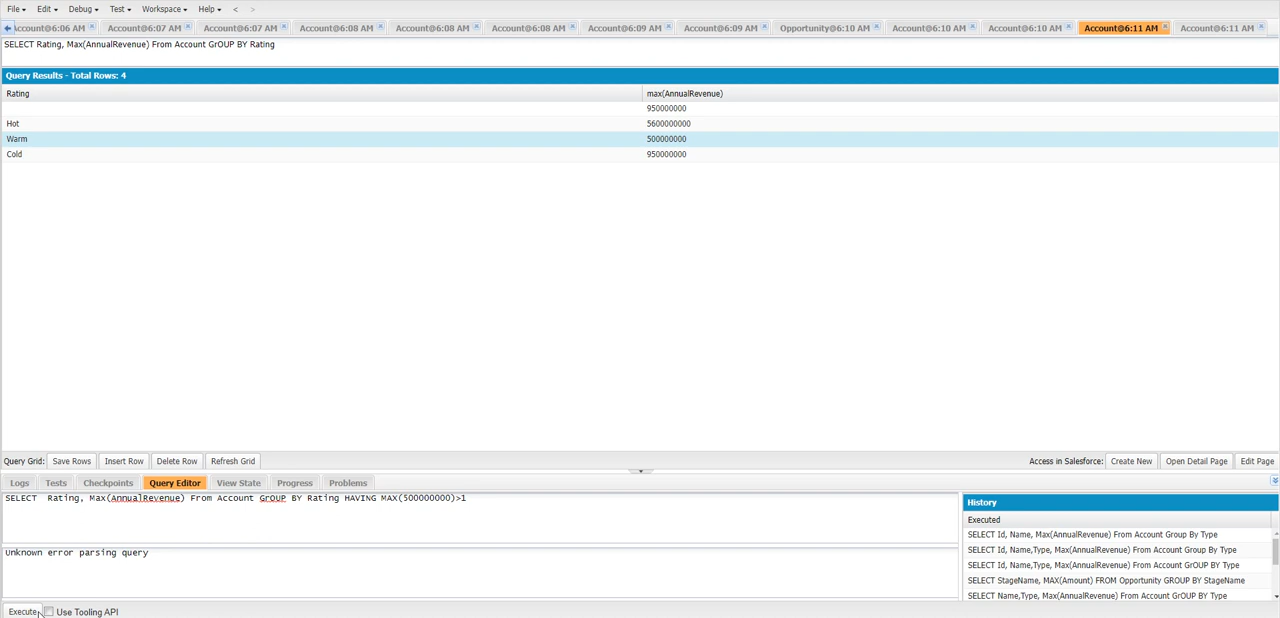 File Edit Debug Test Workspace Help < >
Account@6:06 AM Account@6:07 AM Account@6:07 AM Account@6:08 AM Account@6:08 AM Account@6:08 AM Account@6:09 AM Account@6:09 AM Opportunity@6:10 AM Account@6:10 AM Account@6:10 AM Account@6:11 AM Account@6:11 AM
SELECT Rating, Max(AnnualRevenue) From Account GrOUP BY Rating
Query Results - Total Rows: 4
Rating max(AnnualRevenue)
950000000
Hot 5600000000
Warm 500000000
Cold 950000000
Query Grid: Save Rows Insert Row Delete Row Refresh Grid Access in Salesforce: Create New Open Detail Page Edit Page
Logs Tests Checkpoints Query Editor View State Progress Problems
SELECT Rating, Max(AnnualRevenue) From Account GrOUP BY Rating HAVING MAX(500000000)>1
Unknown error parsing query
History
Executed
SELECT Id, Name, Max(AnnualRevenue) From Account Group By Type
SELECT Id, Name,Type, Max(AnnualRevenue) From Account Group By Type
SELECT Id, Name,Type, Max(AnnualRevenue) From Account GrOUP BY Type
SELECT StageName, MAX(Amount) FROM Opportunity GROUP BY StageName
SELECT Name,Type, Max(AnnualRevenue) From Account GrOUP BY Type
Execute Use Tooling API